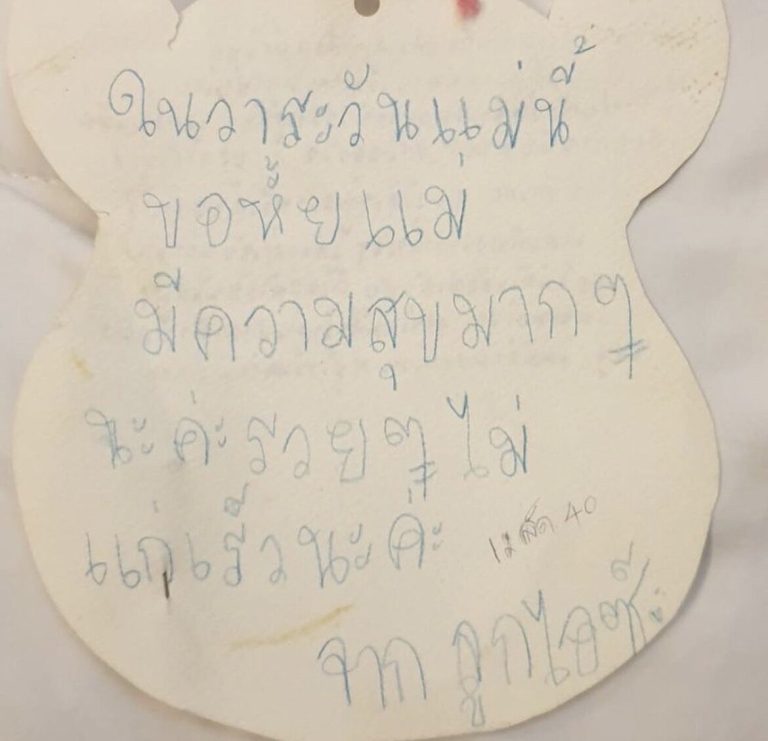 ในวาระวันแม่นี้
ขอห้ยแม่
มีความสุขมากๆ
นะค่ะรวยๆไม่
แก่เร็วนะค่ะ
12 สค 40
จาก ลูกไอซ์